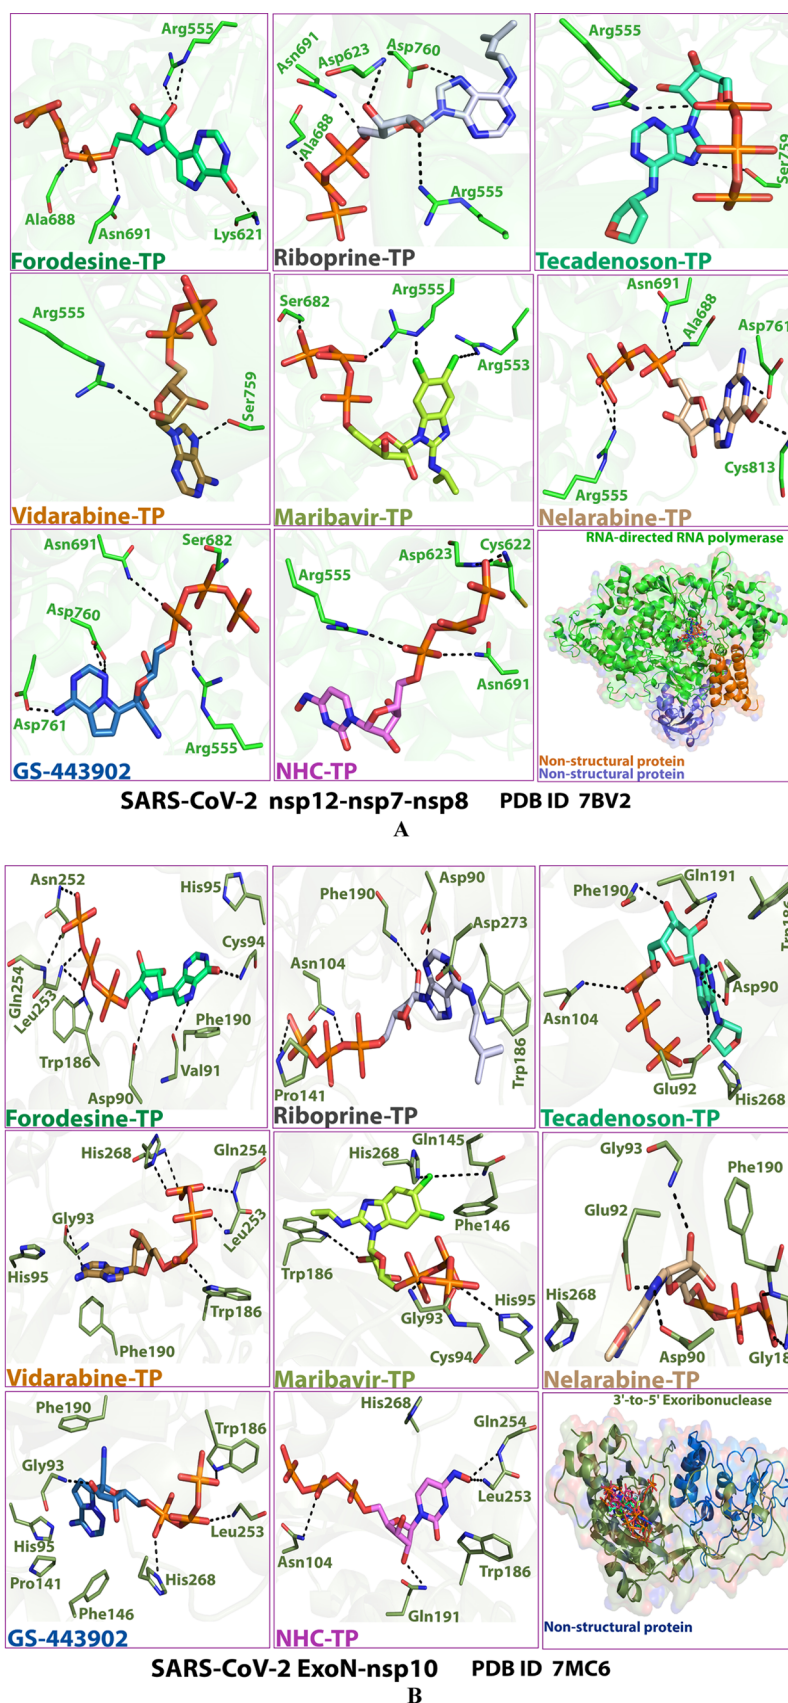 Arg555
Ala688
Asn691
Lys621
Forodesine-TP
Asn691
Asp623
Asp760
Ala688
Arg555
Riboprine-TP
Arg555
Ser759
Tecadenoson-TP
Arg555
Ser759
Vidarabine-TP
Ser682
Arg555
Arg553
Maribavir-TP
Asn691
Ala688
Asp761
Cys813
Arg555
Nelarabine-TP
Asn691
Ser682
Asp760
Asp761
Arg555
GS-443902
Asp623
Cys622
Arg555
Asn691
NHC-TP
RNA-directed RNA polymerase
Non-structural protein
Non-structural protein
SARS-CoV-2 nsp12-nsp7-nsp8 PDB ID 7BV2
A
Asn252
His95
Cys94
Gln254
Leu253
Phe190
Trp186
Val91
Asp90
Forodesine-TP
Asp90
Phe190
Asp273
Asn104
Trp186
Pro141
Riboprine-TP
Gln191
Phe190
Trp186
Asp90
Asn104
Glu92
His268
Tecadenoson-TP
His268
Gln254
Gly93
Leu253
His95
Trp186
Phe190
Vidarabine-TP
Gln145
His268
Phe146
Trp186
His95
Gly93
Cys94
Maribavir-TP
Gly93
Phe190
Glu92
His268
Asp90
Gly18
Nelarabine-TP
Phe190
Trp186
Gly93
His95
Leu253
Pro141
His268
Phe146
GS-443902
His268
Gln254
Leu253
Asn104
Trp186
Gln191
NHC-TP
3'-to-5' Exoribonuclease
Non-structural protein
SARS-CoV-2 ExoN-nsp10 PDB ID 7MC6
B